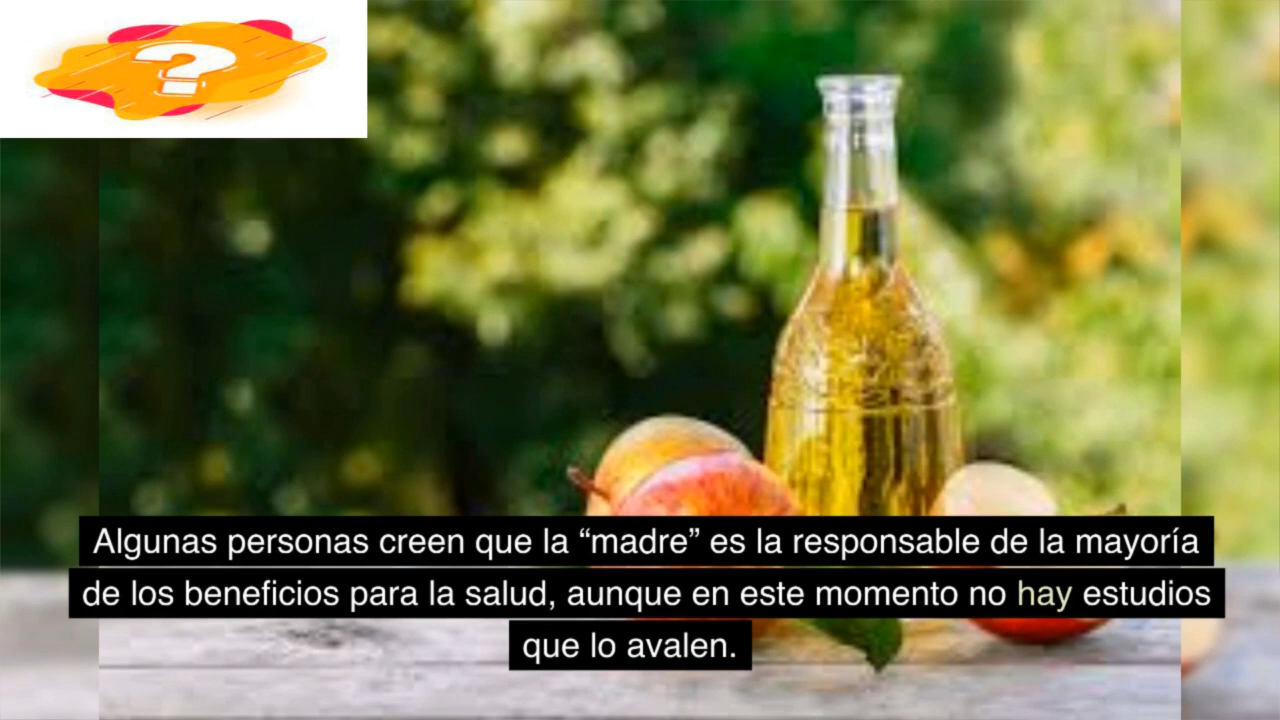 ?
Algunas personas creen que la “madre” es la responsable de la mayoría
de los beneficios para la salud, aunque en este momento no hay estudios
que lo avalen.